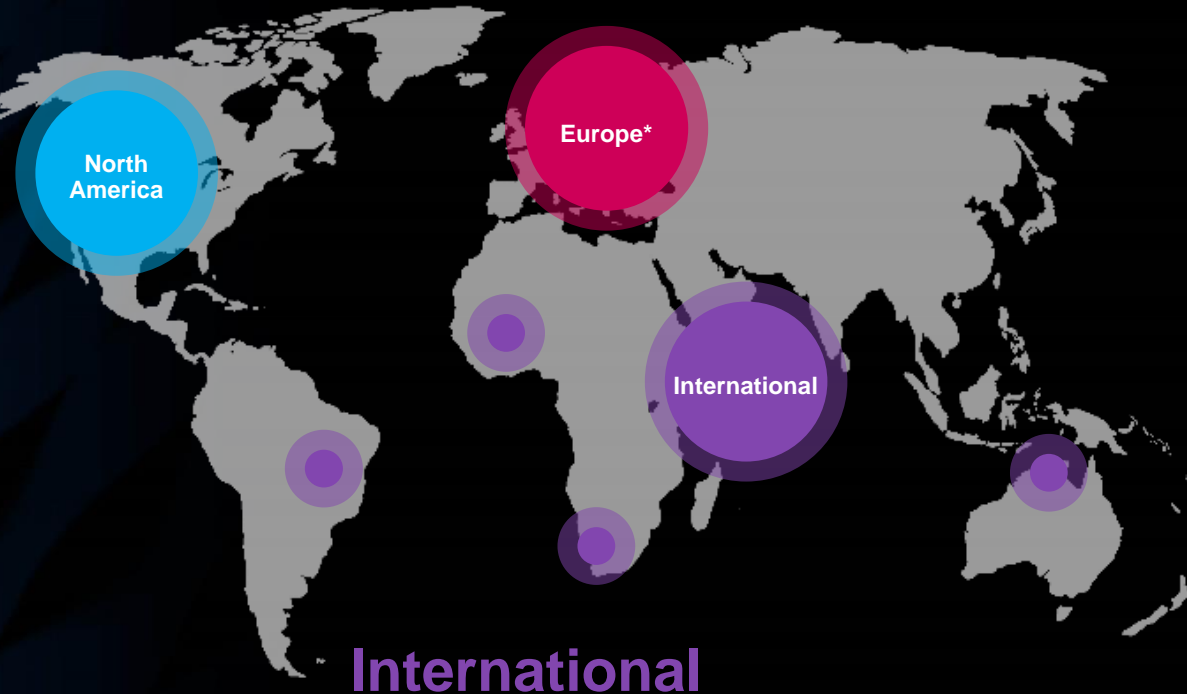 Europe*
North
America
International
International